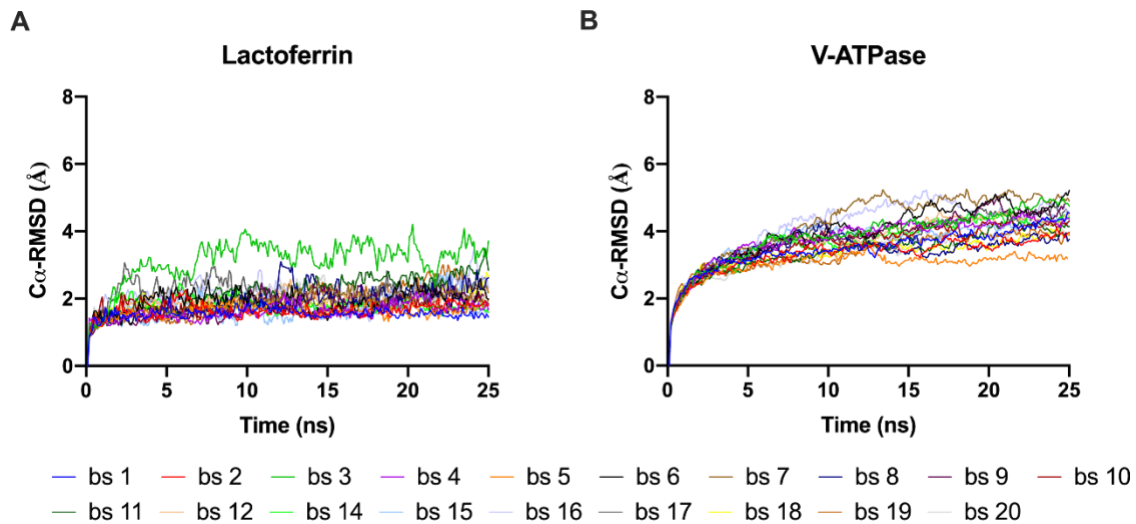 A
Lactoferrin
8
6
4
2
0
Cα-RMSD (Å)
0 5 10 15 20 25
Time (ns)
B
V-ATPase
8
6
4
2
0
Cα-RMSD (Å)
0 5 10 15 20 25
Time (ns)
bs 1 bs 2 bs 3 bs 4 bs 5 bs 6 bs 7 bs 8 bs 9 bs 10
bs 11 bs 12 bs 14 bs 15 bs 16 bs 17 bs 18 bs 19 bs 20